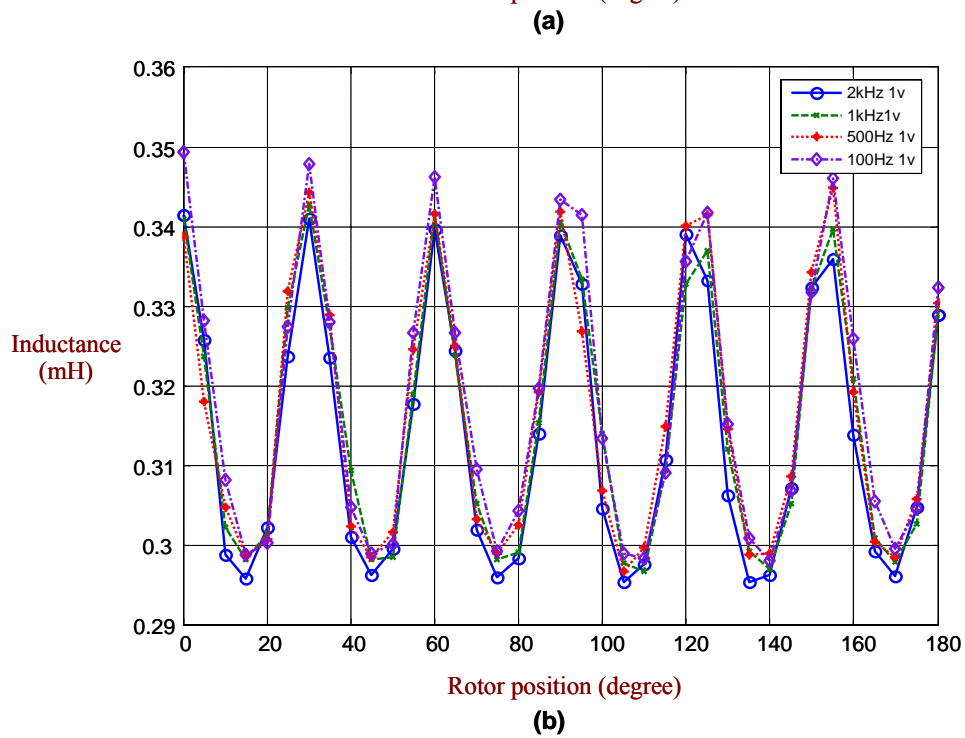 (a)
0.36
0.35
0.34
0.33
0.32
0.31
0.3
0.29
Inductance
(mH)
2kHz 1v
1kHz1v
500Hz 1v
100Hz 1v
0 20 40 60 80 100 120 140 160 180
Rotor position (degree)
(b)